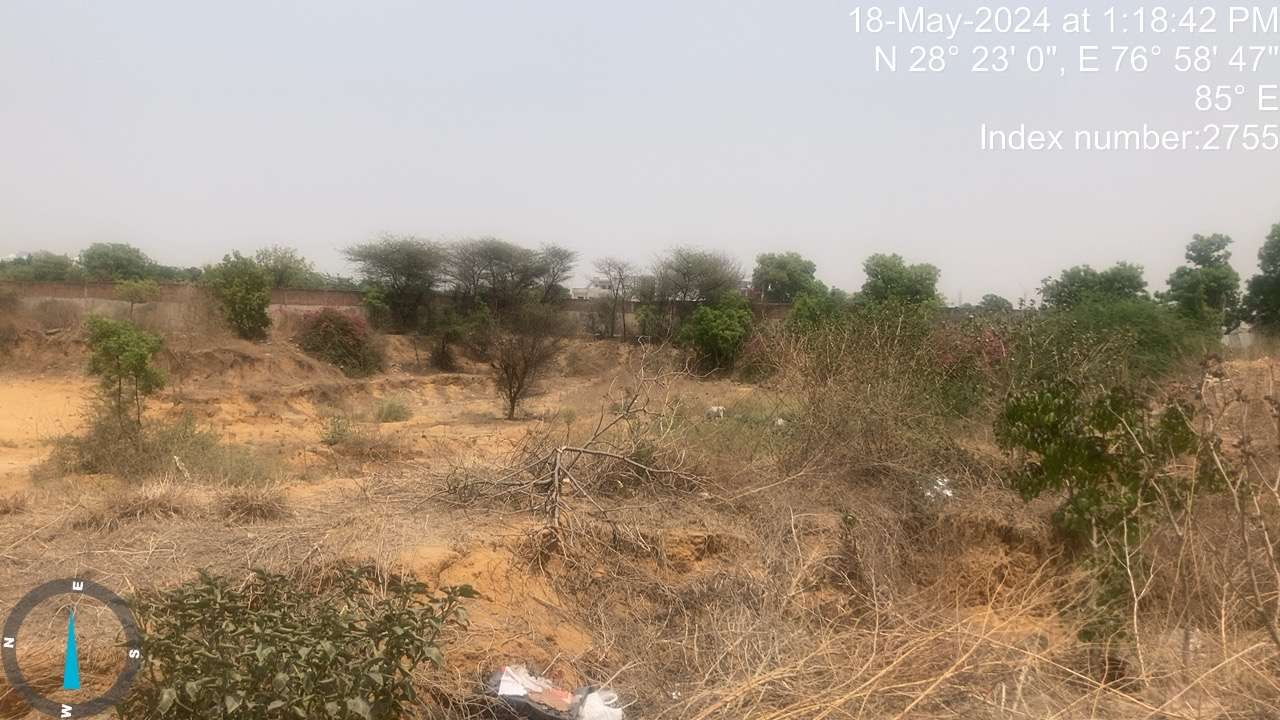 18-May-2024 at 1:18:42 PM
N 28° 23' 0", E 76° 58' 47"
85° E
Index number:2755
E
N
S
W